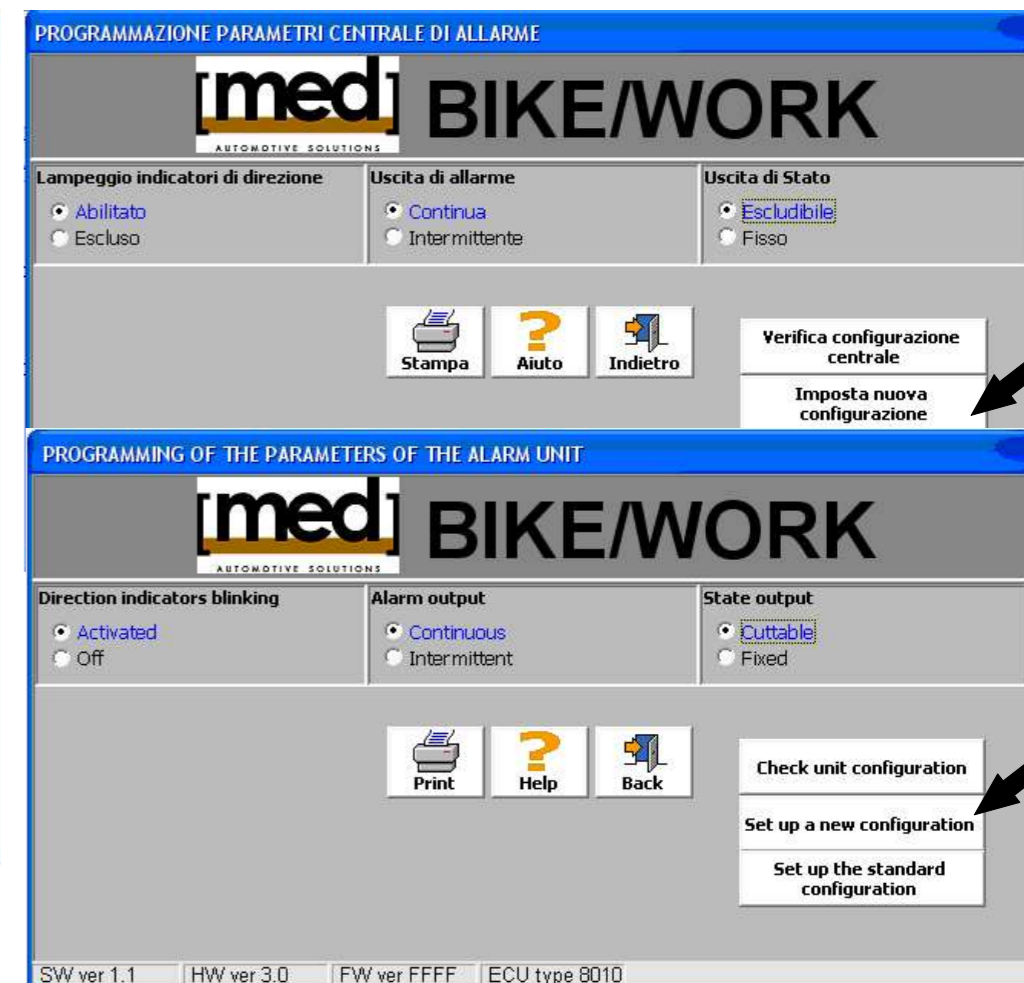 PROGRAMMAZIONE PARAMETRI CENTRALE DI ALLARME
[med]
AUTOMOTIVE SOLUTIONS
BIKE/WORK
Lampeggio indicatori di direzione
Abilitato
Escluso
Uscita di allarme
Continua
Intermittente
Uscita di Stato
Escludibile
Fisso
Stampa
Aiuto
Indietro
Verifica configurazione
centrale
Imposta nuova
configurazione
PROGRAMMING OF THE PARAMETERS OF THE ALARM UNIT
[med]
AUTOMOTIVE SOLUTIONS
BIKE/WORK
Direction indicators blinking
Activated
Off
Alarm output
Continuous
Intermittent
State output
Cuttable
Fixed
Print
Help
Back
Check unit configuration
Set up a new configuration
Set up the standard
configuration
SW ver 1.1 HW ver 3.0 FW ver FFFF ECU type 8010